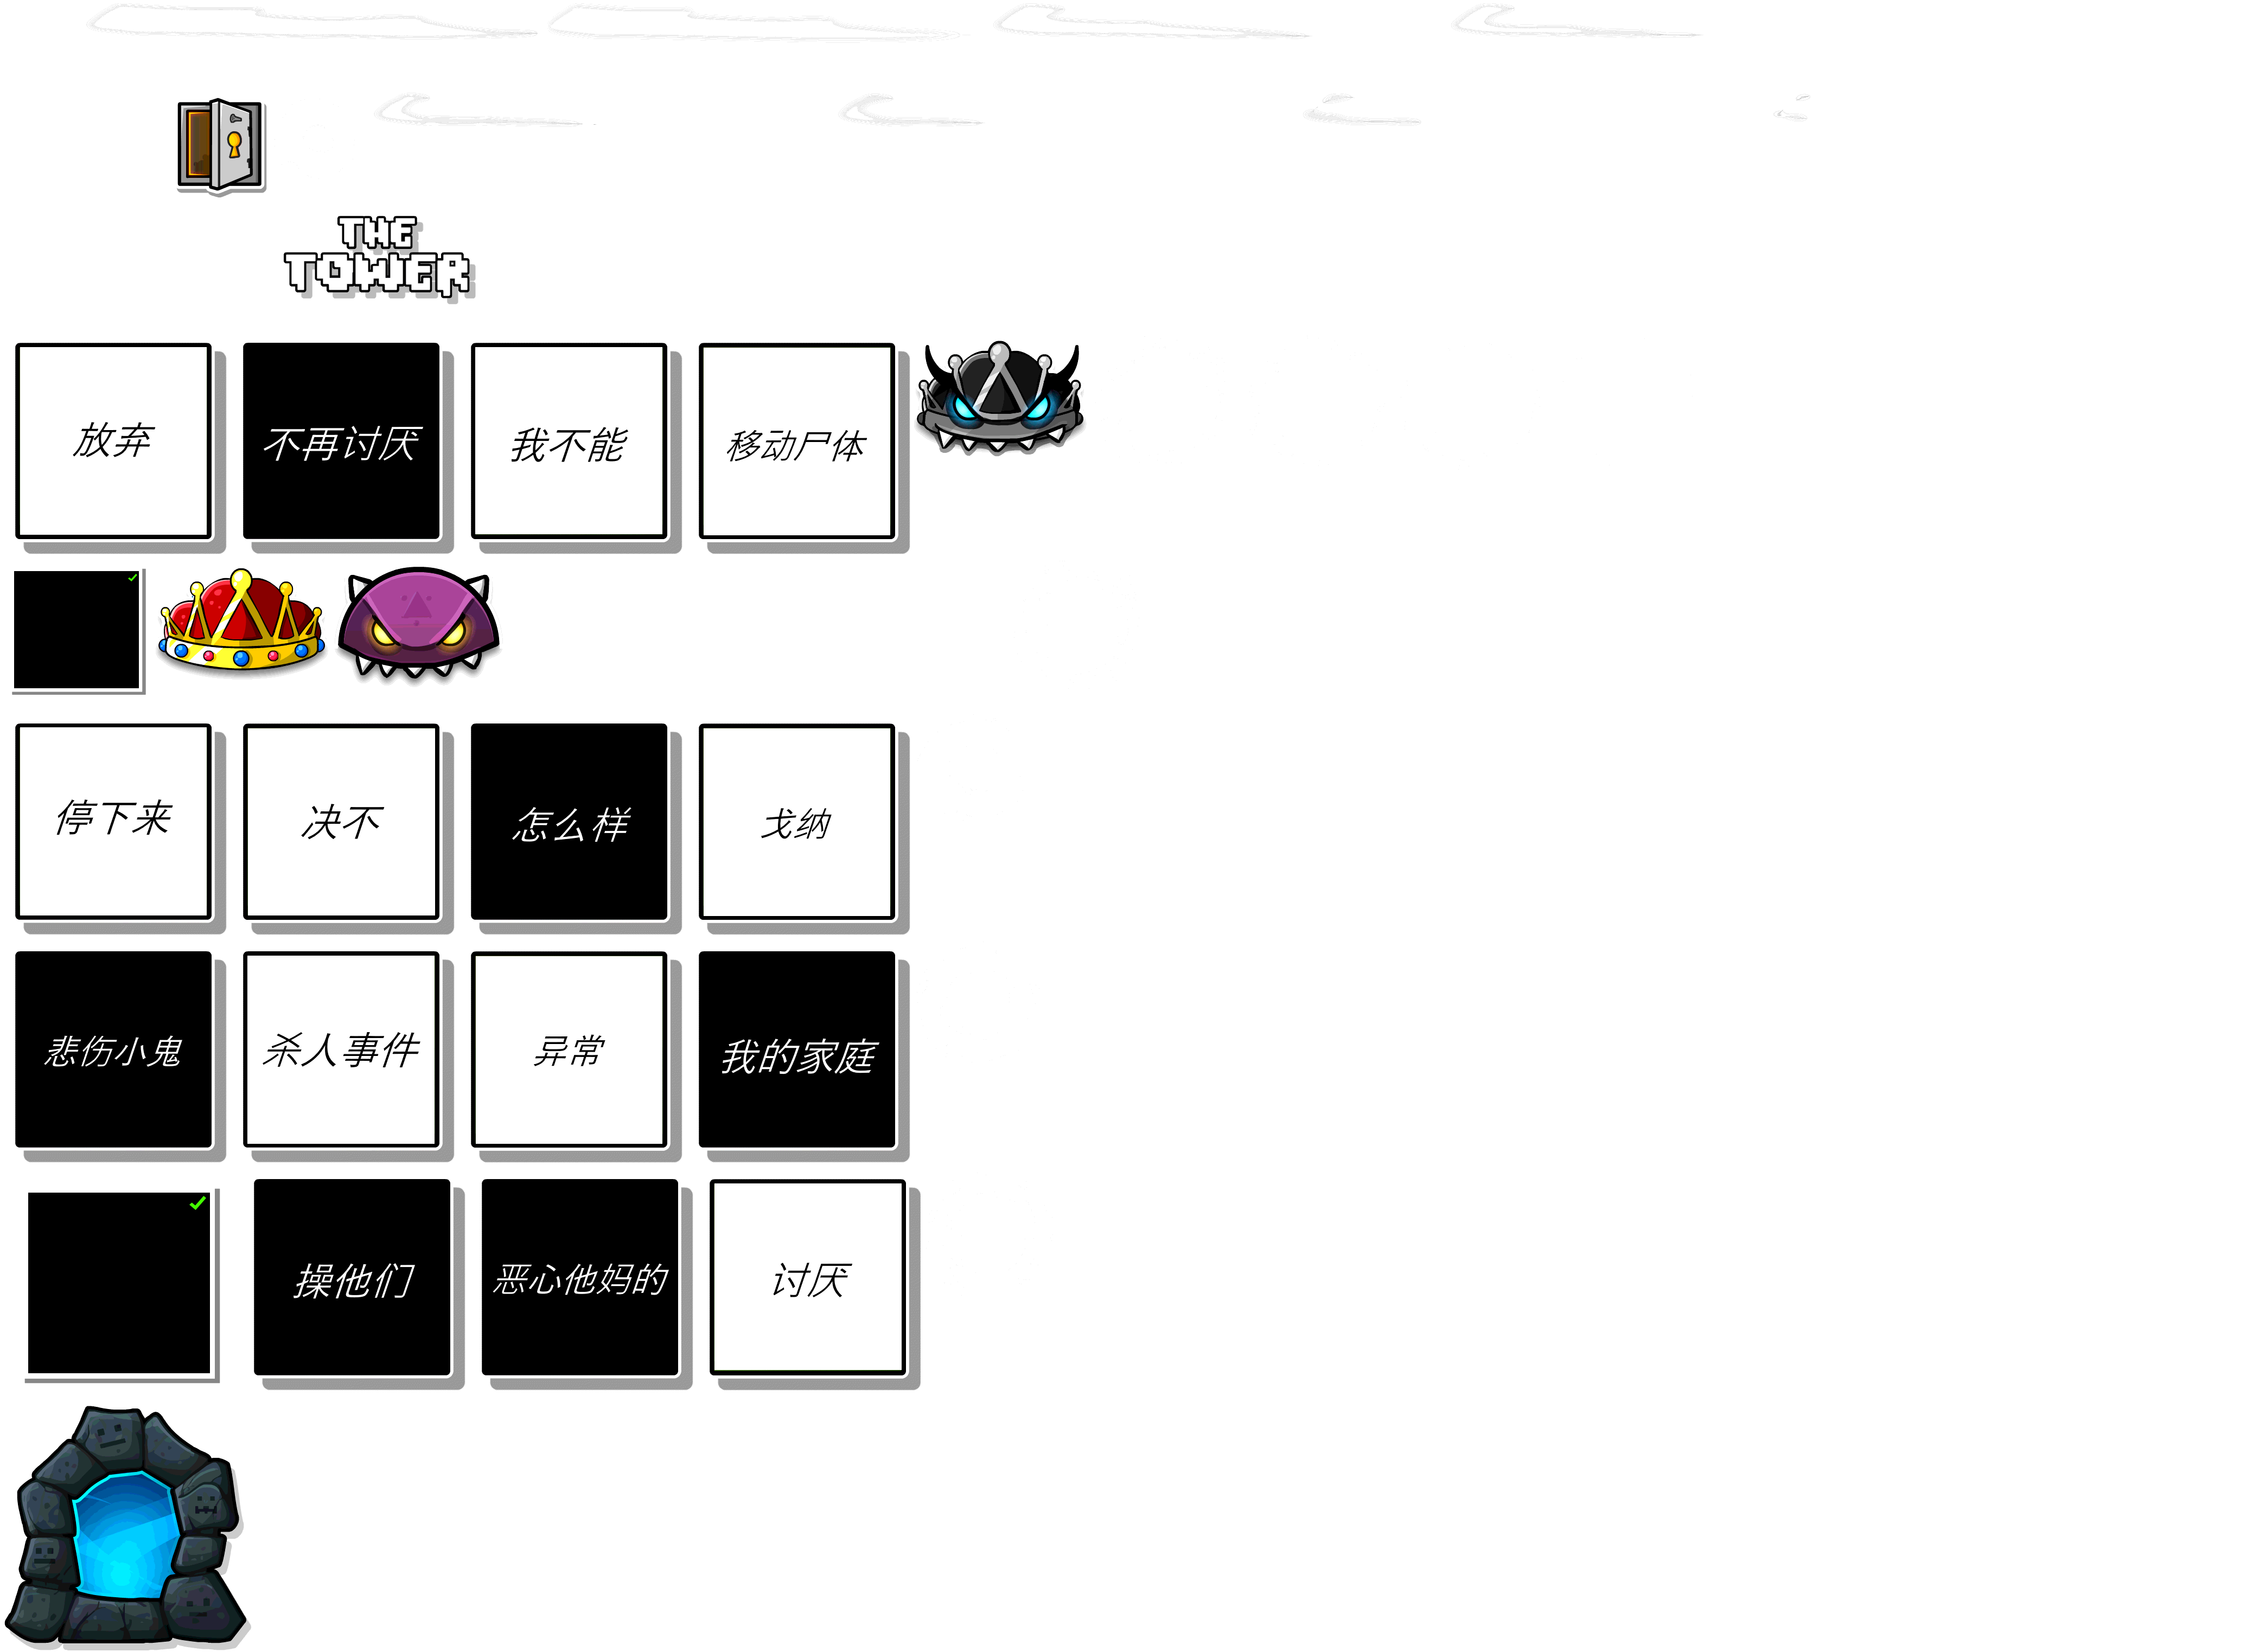 THE
TOWER
放弃
不再讨厌
我不能
移动尸体
停下来
决不
怎么样
戈纳
悲伤小鬼
杀人事件
异常
我的家庭
操他们
恶心他妈的
讨厌